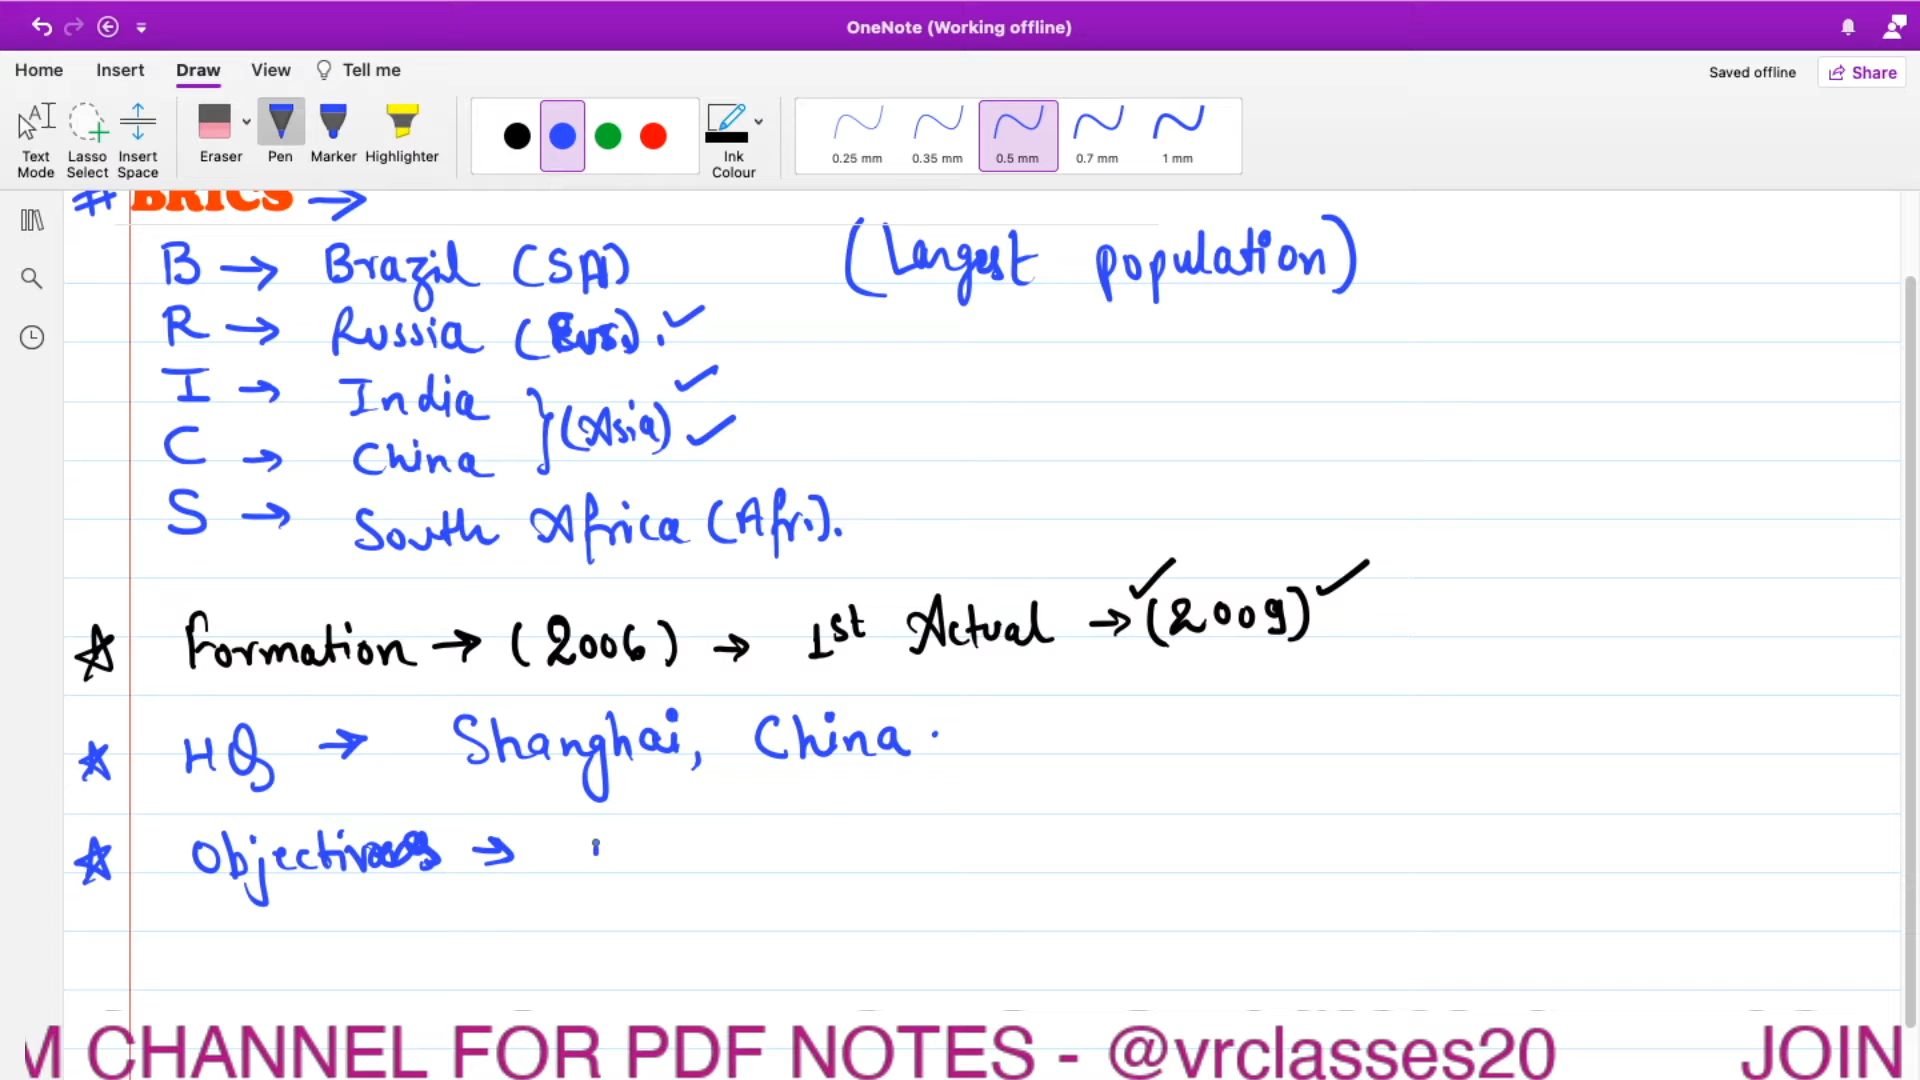 OneNote (Working offline)
Home Insert Draw View Tell me
Saved offline Share
Text Mode
Lasso Select
Insert Space
Eraser
Pen
Marker
Highlighter
Ink Colour
0.25 mm
0.35 mm
0.5 mm
0.7 mm
1 mm
# BRICS →
B → Brazil (SA) (Largest population)
R → Russia (Eus). ✓
I → India ✓
} (Asia) ✓
C → China
S → South Africa (Afri.).
☆ Formation → (2006) → 1st Actual → ✓(2009) ✓
☆ HQ → Shanghai, China.
☆ Objectives →
M CHANNEL FOR PDF NOTES - @vrclasses20 JOIN